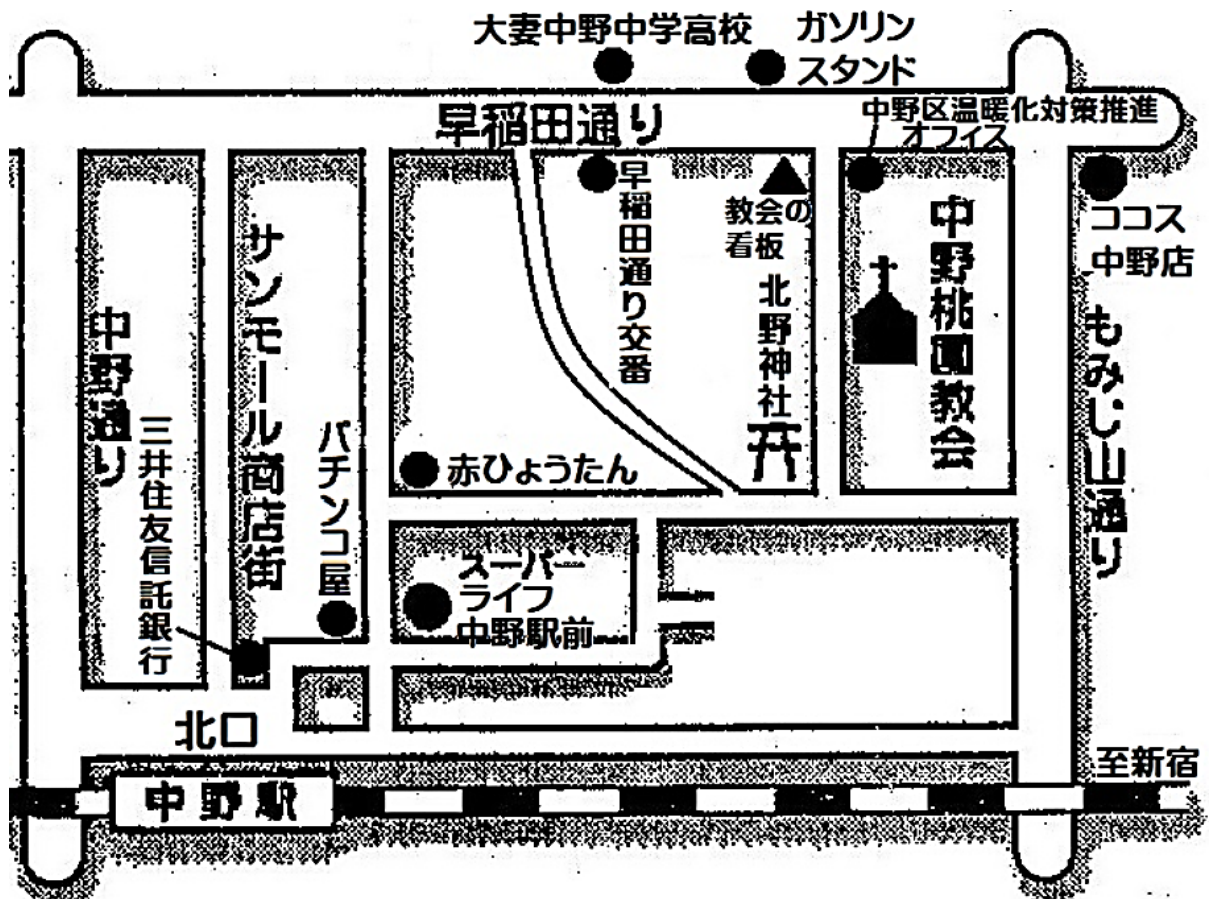 大妻中野中学高校
ガソリン
スタンド
早稲田通り
中野区温暖化対策推進
オフィス
早稲田通り交番
教会の
看板
北野神社
中野桃園教会
ココス
中野店
もみじ山通り
中野通り
サンモール商店街
三井住友信託銀行
パチンコ屋
赤ひょうたん
スーパー
ライフ
中野駅前
北口
中野駅
至新宿